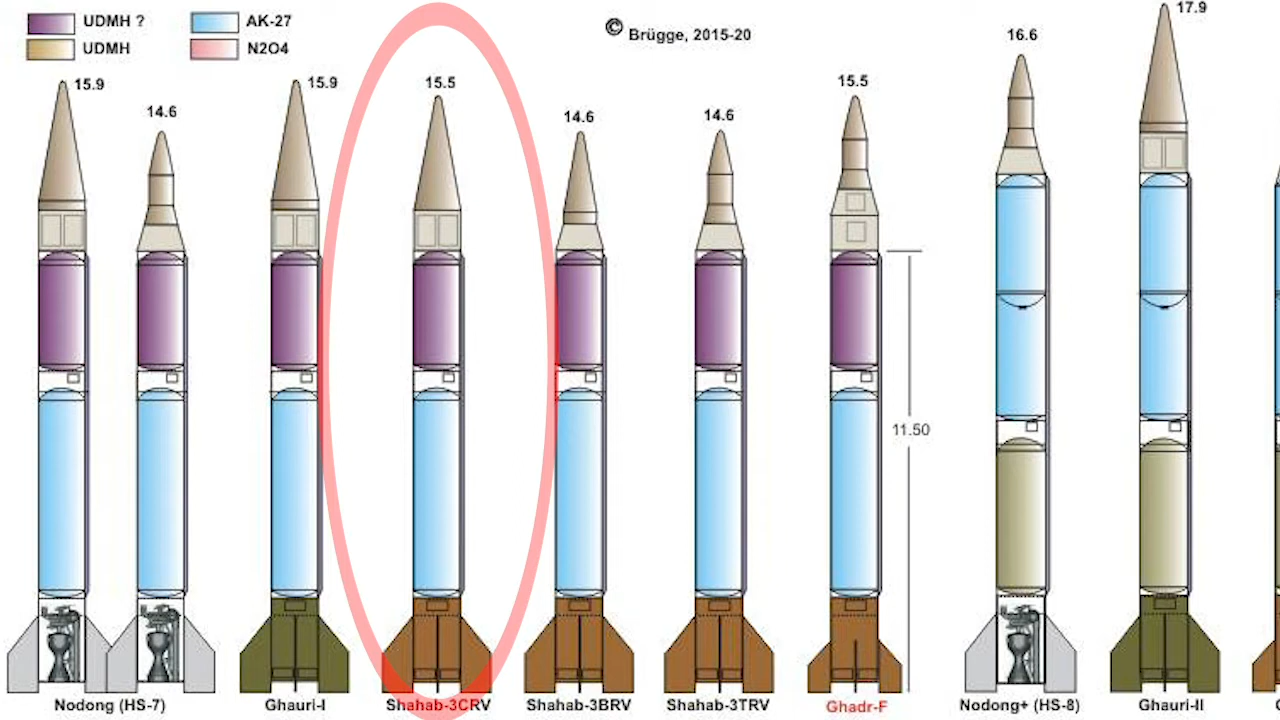 UDMH ?
AK-27
UDMH
N2O4
© Brügge, 2015-20
15.9
14.6
15.9
15.5
14.6
14.6
15.5
16.6
17.9
11.50
Nodong (HS-7)
Ghauri-I
Shahab-3CRV
Shahab-3BRV
Shahab-3TRV
Ghadr-F
Nodong+ (HS-8)
Ghauri-II